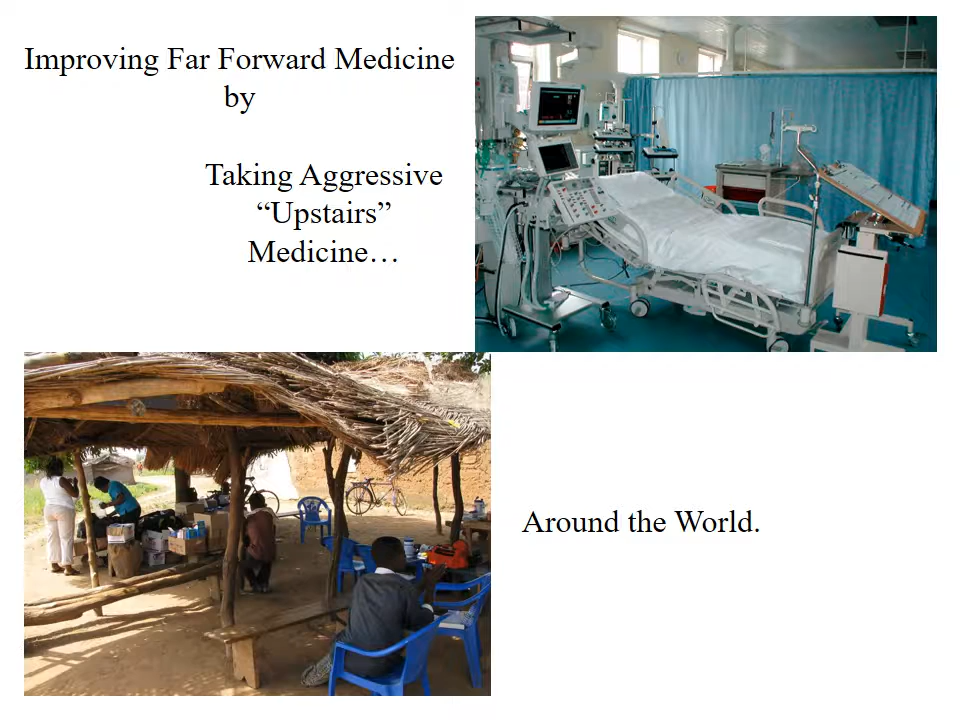 Improving Far Forward Medicine
by
Taking Aggressive
“Upstairs”
Medicine…
Around the World.